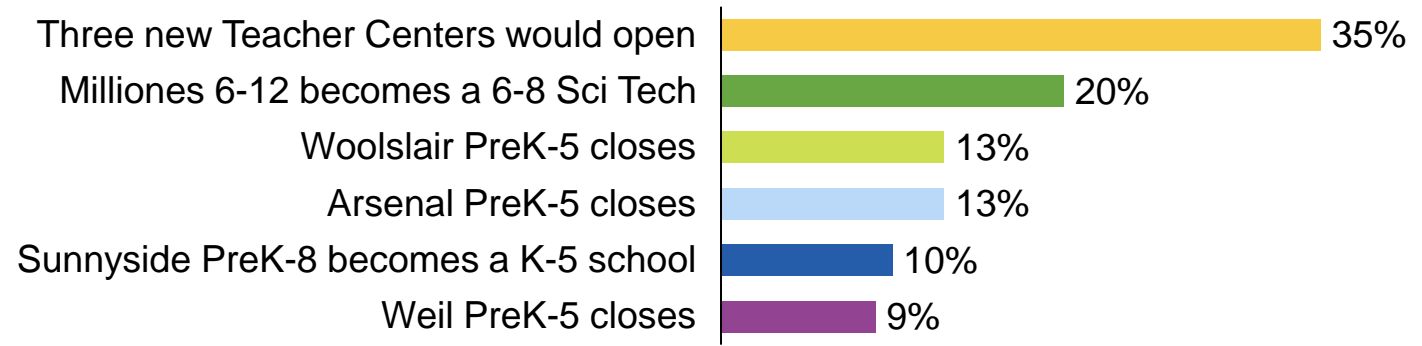 Three new Teacher Centers would open 35%
Milliones 6-12 becomes a 6-8 Sci Tech 20%
Woolslair PreK-5 closes 13%
Arsenal PreK-5 closes 13%
Sunnyside PreK-8 becomes a K-5 school 10%
Weil PreK-5 closes 9%